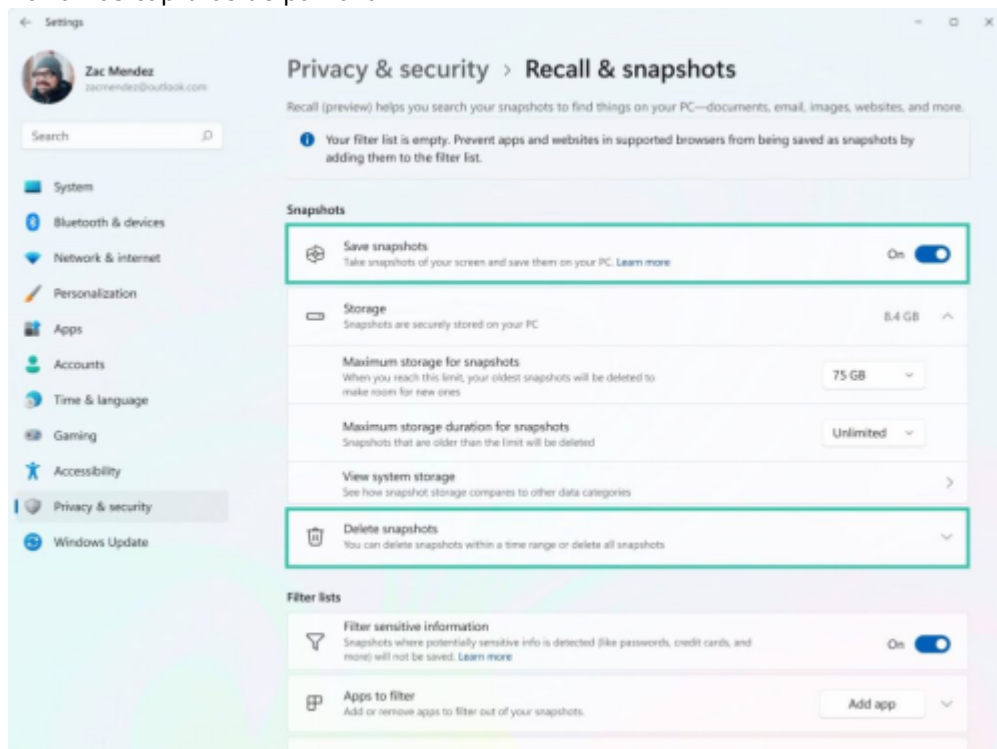 Settings
Zac Mendez
zacmendez@outlook.com
Search
System
Bluetooth & devices
Network & internet
Personalization
Apps
Accounts
Time & language
Gaming
Accessibility
Privacy & security
Windows Update
Privacy & security > Recall & snapshots
Recall (preview) helps you search your snapshots to find things on your PC—documents, email, images, websites, and more.
Your filter list is empty. Prevent apps and websites in supported browsers from being saved as snapshots by
adding them to the filter list.
Snapshots
Save snapshots
Take snapshots of your screen and save them on your PC. Learn more
On
Storage
Snapshots are securely stored on your PC
8.4 GB
Maximum storage for snapshots
When you reach this limit, your oldest snapshots will be deleted to
make room for new ones
75 GB
Maximum storage duration for snapshots
Snapshots that are older than the limit will be deleted
Unlimited
View system storage
See how snapshot storage compares to other data categories
Delete snapshots
You can delete snapshots within a time range or delete all snapshots
Filter lists
Filter sensitive information
Snapshots where potentially sensitive info is detected (like passwords, credit cards, and
more) will not be saved. Learn more
On
Apps to filter
Add or remove apps to filter out of your snapshots.
Add app